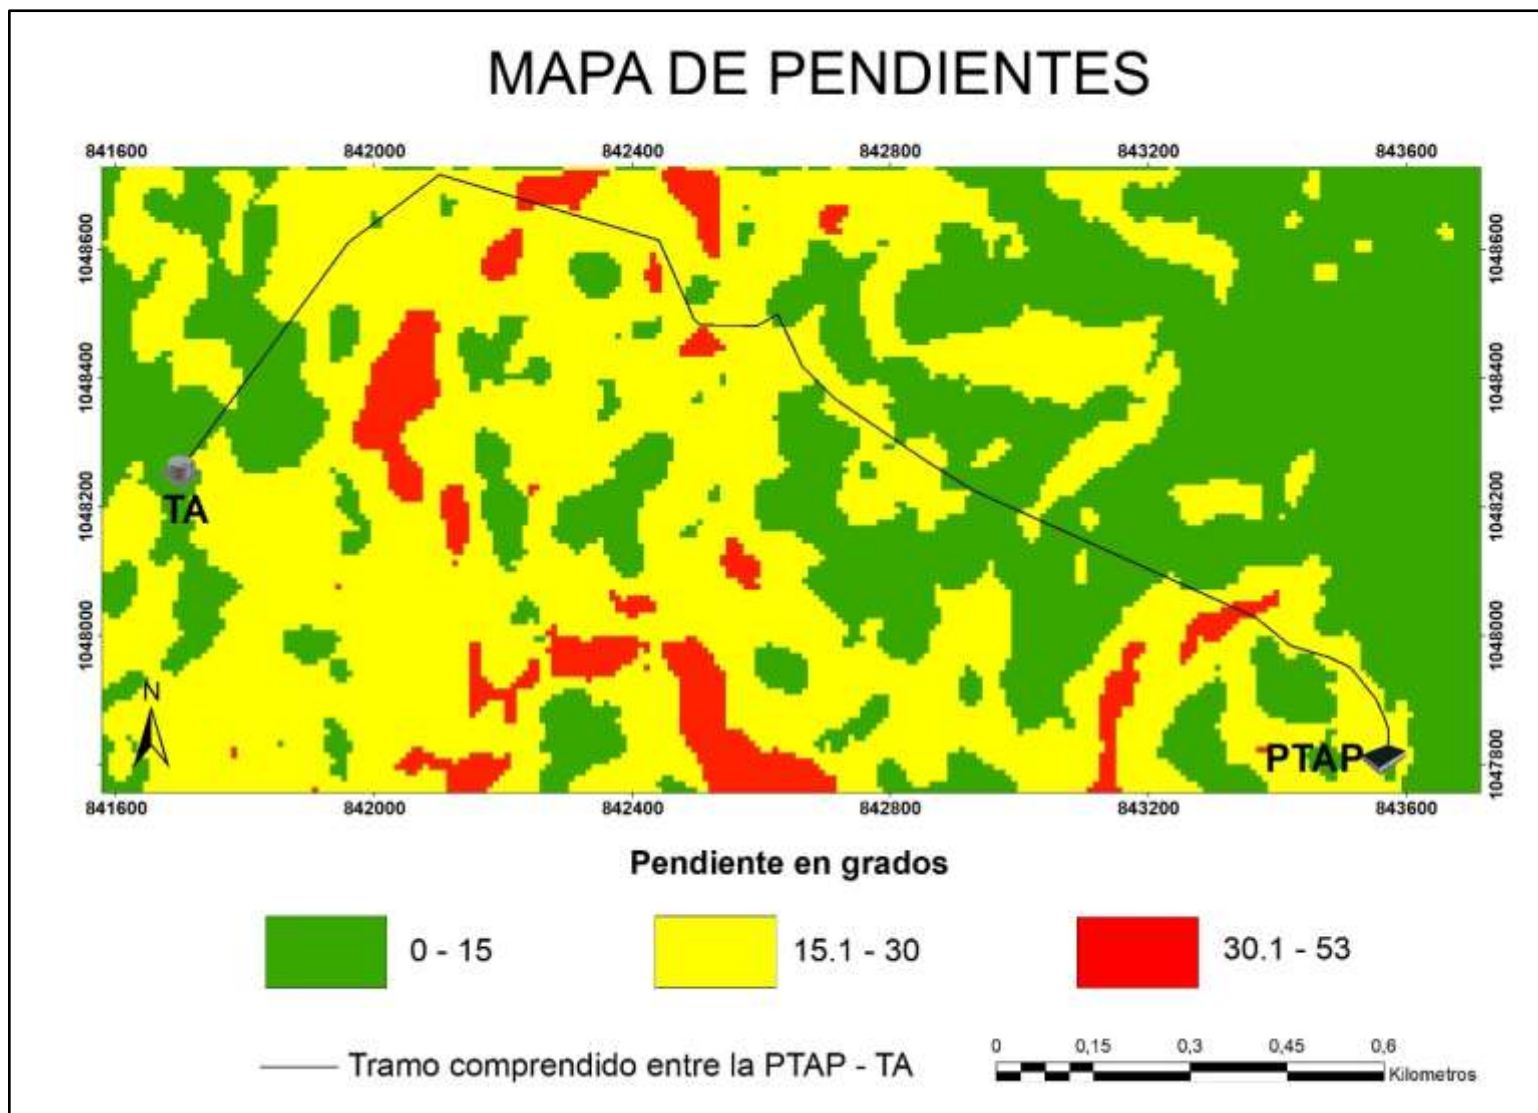 MAPA DE PENDIENTES
841600 842000 842400 842800 843200 843600
1048600 1048600
1048400 1048400
TA
1048200 1048200
1048000 1048000
N
PTAP
1047800
841600 842000 842400 842800 843200 843600
Pendiente en grados
0 - 15 15.1 - 30 30.1 - 53
0 0,15 0,3 0,45 0,6
Tramo comprendido entre la PTAP - TA
Kilometros